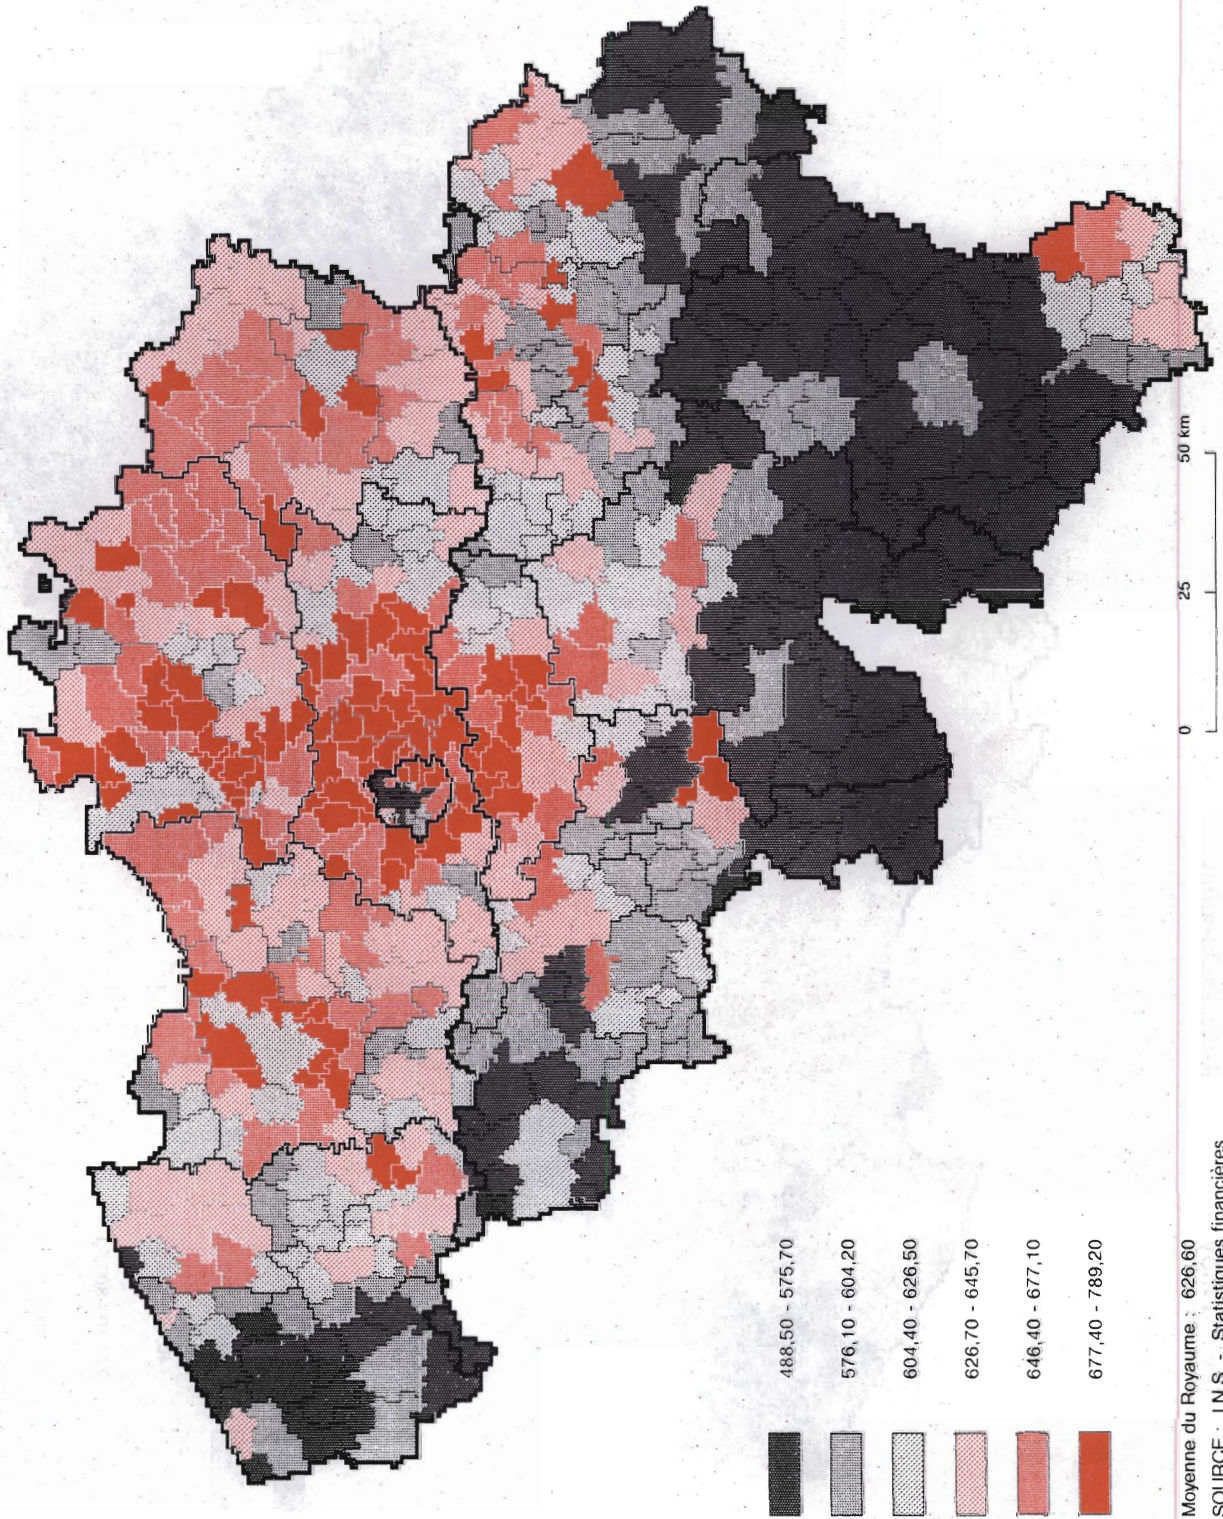 488,50 - 575,70
576,10 - 604,20
604,40 - 626,50
626,70 - 645,70
646,40 - 677,10
677,40 - 789,20
0 25 50 km
Moyenne du Royaume : 626,60
SOURCE : I.N.S. - Statistiques financières